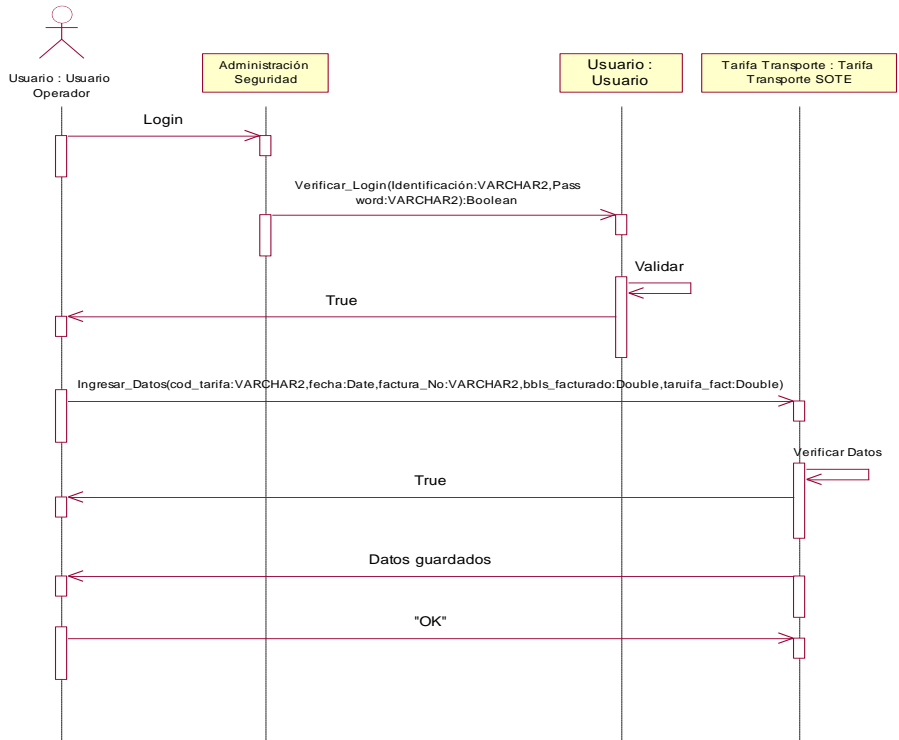 Usuario : Usuario
Operador
Administración
Seguridad
Usuario :
Usuario
Tarifa Transporte : Tarifa
Transporte SOTE
Login
Verificar_Login(Identificación:VARCHAR2,Pass
word:VARCHAR2):Boolean
Validar
True
Ingresar_Datos(cod_tarifa:VARCHAR2,fecha:Date,factura_No:VARCHAR2,bbls_facturado:Double,taruifa_fact:Double)
Verificar Datos
True
Datos guardados
"OK"